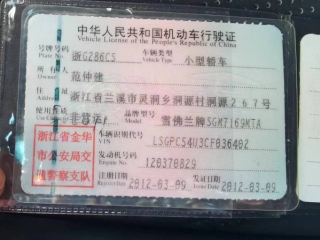 中华人民共和国机动车行驶证
Vehicle License of the People's Republic of China
号牌号码 浙G286C5 车辆类型 小型轿车
Plate No. Vehicle Type
所有人 范仲建
Owner
住址 浙江省兰溪市灵洞乡洞源村洞源267号
Address
使用性质 非营运 品牌型号 雪佛兰牌SGM7169MTA
Model
浙江省金华
市公安局交
通警察支队
车辆识别代号 LSGPC54U3CF036402
VIN
发动机号码 120370829
Engine No.
注册日期 2012-03-09 发证日期 2012-03-09
Register Date Issue Date